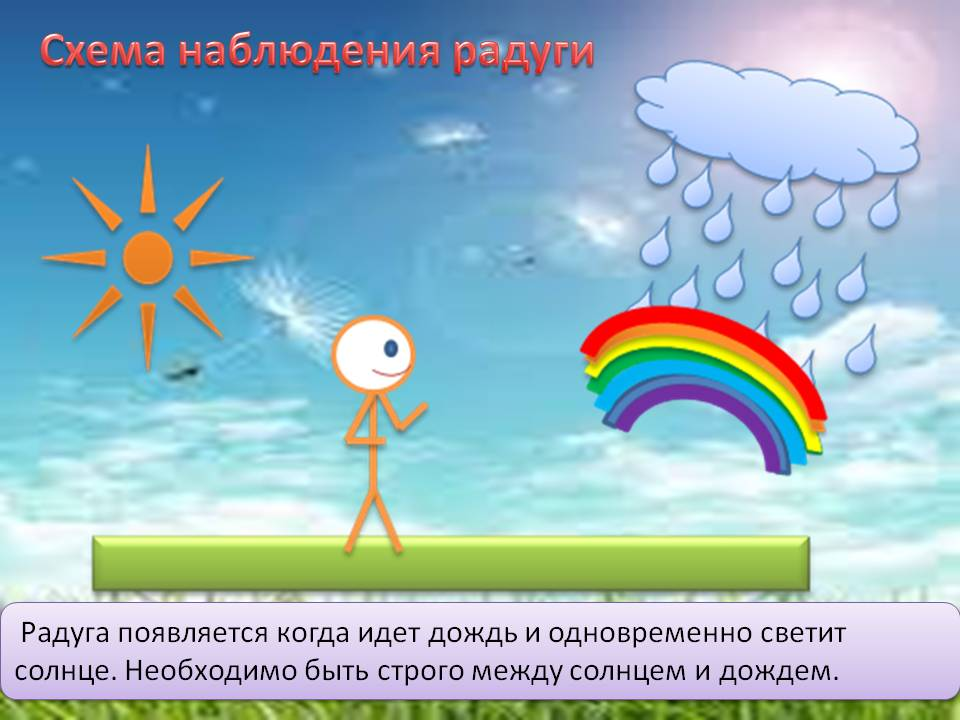 Схема наблюдения радуги
Радуга появляется когда идет дождь и одновременно светит
солнце. Необходимо быть строго между солнцем и дождем.